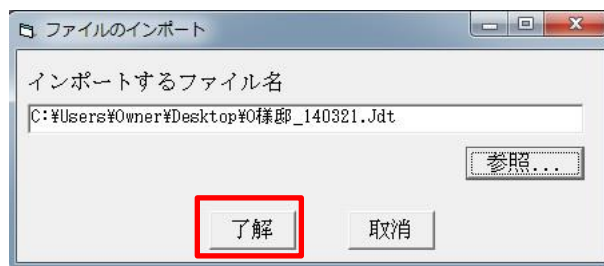 ファイルのインポート
インポートするファイル名
C:¥Users¥Owner¥Desktop¥O様邸_140321.Jdt
参照...
了解 取消